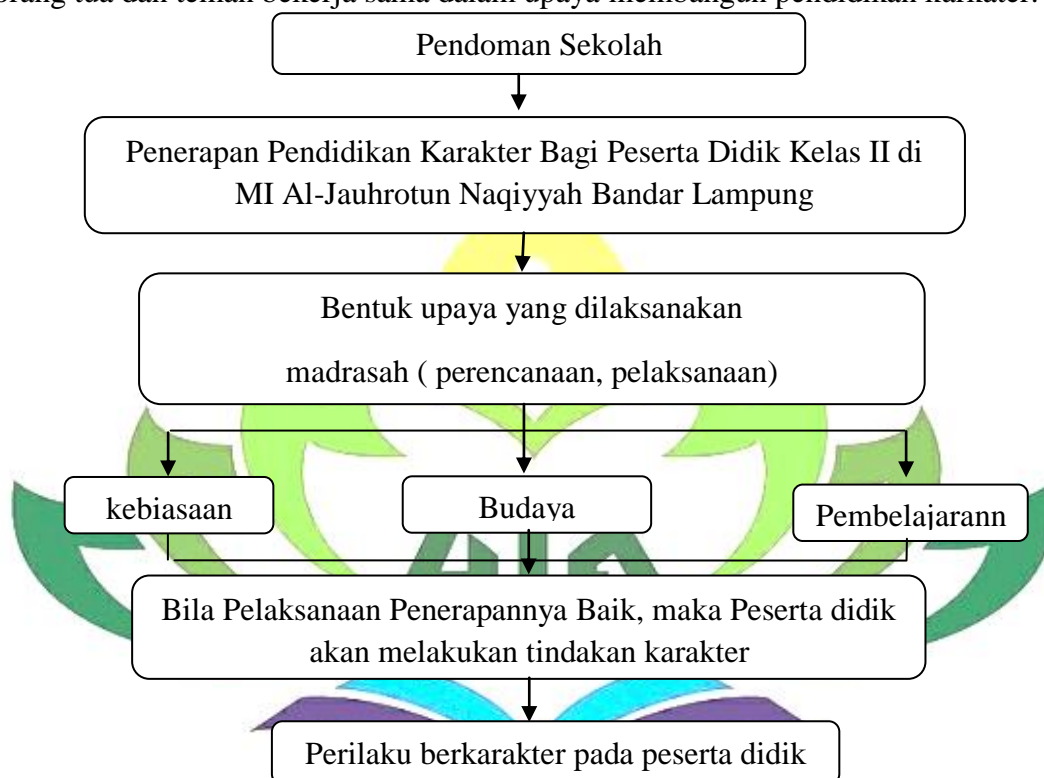 orang tua dan teman bekerja sama dalam upaya membangun pendidikan karkater.
Pendoman Sekolah
Penerapan Pendidikan Karakter Bagi Peserta Didik Kelas II di
MI Al-Jauhrotun Naqiyyah Bandar Lampung
Bentuk upaya yang dilaksanakan
madrasah ( perencanaan, pelaksanaan)
kebiasaan
Budaya
Pembelajarann
Bila Pelaksanaan Penerapannya Baik, maka Peserta didik
akan melakukan tindakan karakter
Perilaku berkarakter pada peserta didik